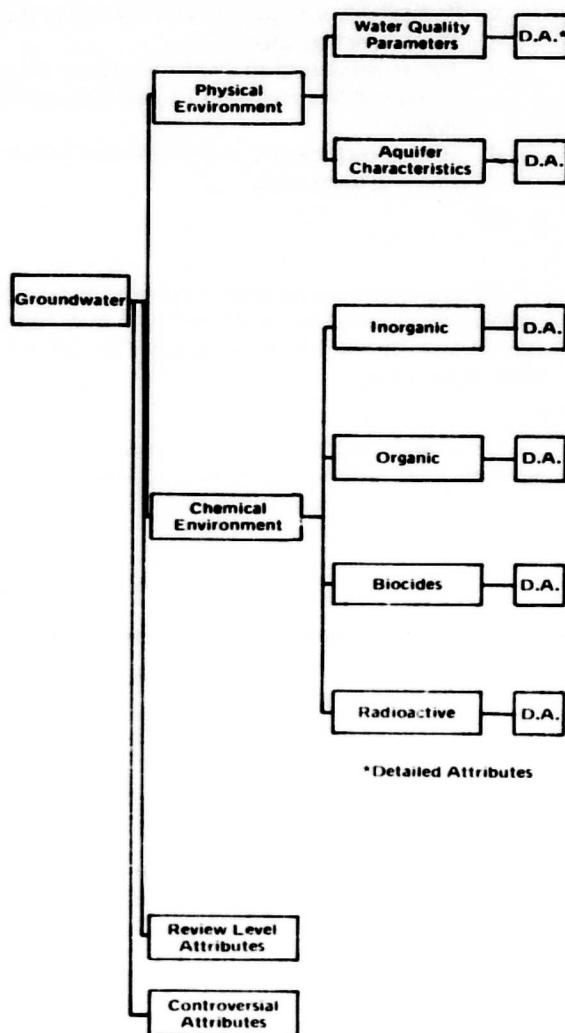 Water Quality
Parameters
D.A.*
Physical
Environment
Aquifer
Characteristics
D.A.
Groundwater
Inorganic
D.A.
Organic
D.A.
Chemical
Environment
Biocides
D.A.
Radioactive
D.A.
*Detailed Attributes
Review Level
Attributes
Controversial
Attributes